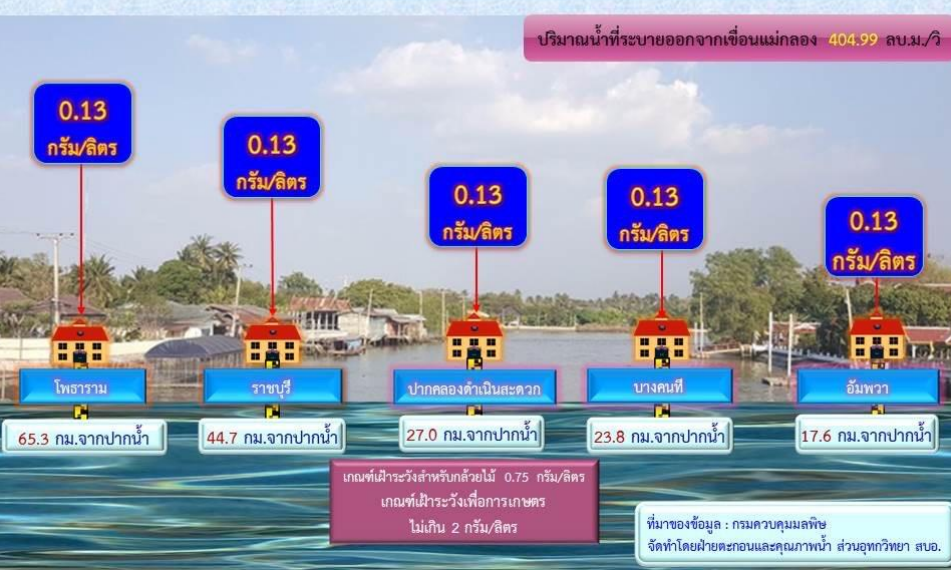 ปริมาณน้ำที่ระบายออกจากเขื่อนแม่กลอง 404.99 ลบ.ม./วิ
0.13
กรัม/ลิตร
0.13
กรัม/ลิตร
0.13
กรัม/ลิตร
0.13
กรัม/ลิตร
0.13
กรัม/ลิตร
โพธาราม
ราชบุรี
ปากคลองดำเนินสะดวก
บางคนที
อัมพวา
65.3 กม.จากปากน้ำ
44.7 กม.จากปากน้ำ
27.0 กม.จากปากน้ำ
23.8 กม.จากปากน้ำ
17.6 กม.จากปากน้ำ
เกณฑ์เฝ้าระวังสำหรับกล้วยไม้ 0.75 กรัม/ลิตร
เกณฑ์เฝ้าระวังเพื่อการเกษตร
ไม่เกิน 2 กรัม/ลิตร
ที่มาของข้อมูล : กรมควบคุมมลพิษ
จัดทำโดยฝ่ายตะกอนและคุณภาพน้ำ ส่วนอุทกวิทยา สบอ.